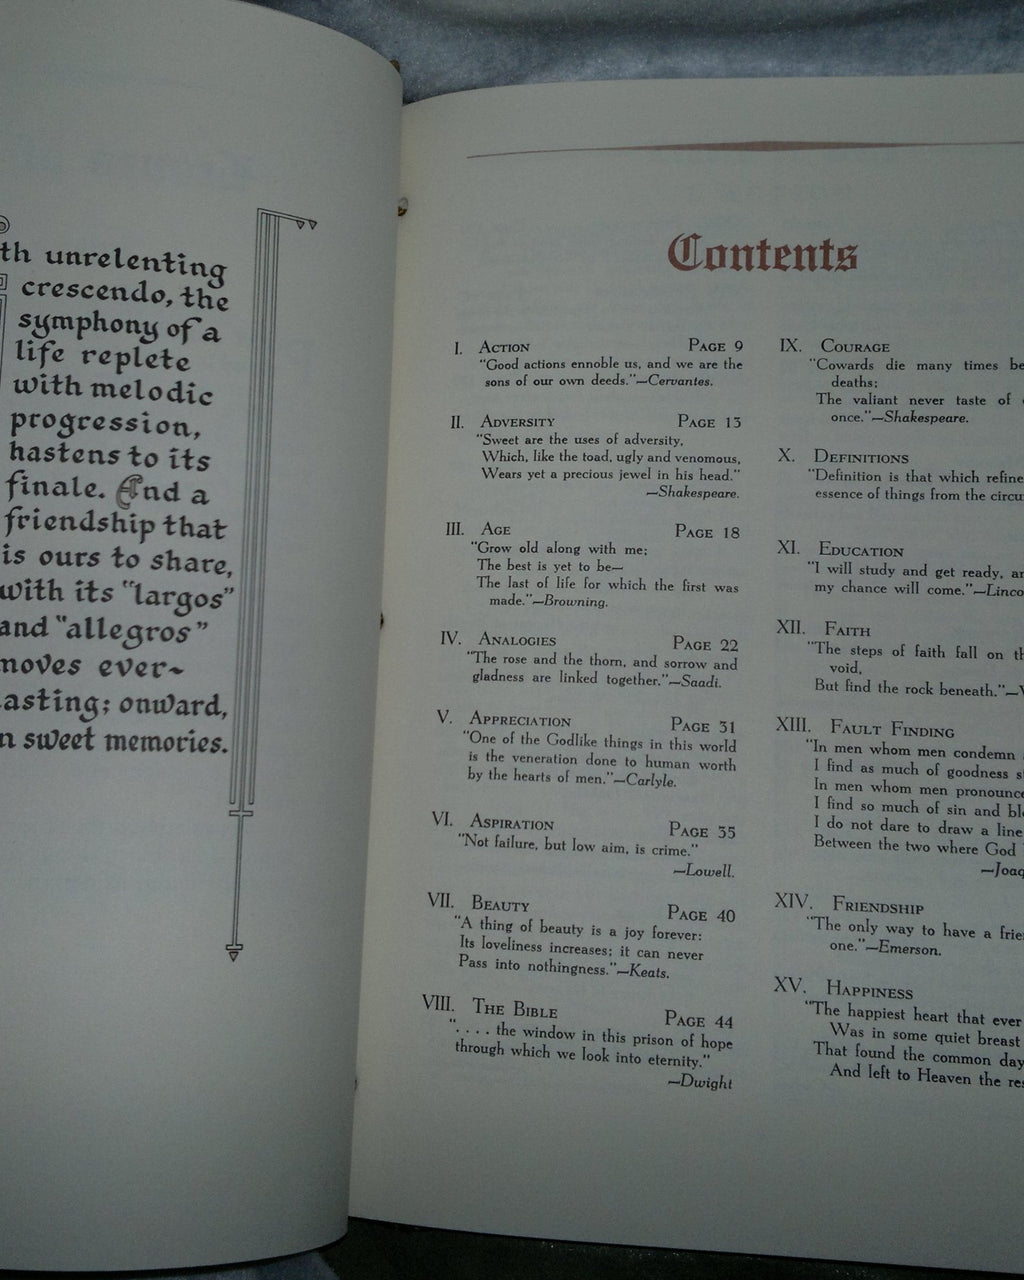 unrelenting
crescendo, the
symphony of a
life replete
with melodic
progression,
hastens to its
finale. And a
friendship that
is ours to share,
with its "largos"
and "allegros"
ever~
onward,
sweet memories.
Contents
I. ACTION PAGE 9
"Good actions ennoble us, and we are the
sons of our own deeds."—Cervantes.
II. ADVERSITY PAGE 13
"Sweet are the uses of adversity,
Which, like the toad, ugly and venomous,
Wears yet a precious jewel in his head."
—Shakespeare.
III. AGE PAGE 18
"Grow old along with me;
The best is yet to be—
The last of life for which the first was
made."—Browning.
IV. ANALOGIES PAGE 22
"The rose and the thorn, and sorrow and
gladness are linked together."—Saadi.
V. APPRECIATION PAGE 31
"One of the Godlike things in this world
is the veneration done to human worth
by the hearts of men."—Carlyle.
VI. ASPIRATION PAGE 35
"Not failure, but low aim, is crime."
—Lowell.
VII. BEAUTY PAGE 40
"A thing of beauty is a joy forever:
Its loveliness increases; it can never
Pass into nothingness."—Keats.
VIII. THE BIBLE PAGE 44
". . . . the window in this prison of hope
through which we look into eternity."
—Dwight
IX. COURAGE
"Cowards die many times
deaths;
The valiant never taste of
once."—Shakespeare.
X. DEFINITIONS
"Definition is that which
essence of things from the
XI. EDUCATION
"I will study and get ready,
my chance will come."
XII. FAITH
"The steps of faith fall on
void,
But find the rock beneath."—
XIII. FAULT FINDING
"In men whom men condemn
I find as much of goodness
In men whom men pronounce
I find so much of sin and
I do not dare to draw a line
Between the two where God
XIV. FRIENDSHIP
"The only way to have a
one."—Emerson.
XV. HAPPINESS
"The happiest heart that ever
Was in some quiet breast
That found the common day
And left to Heaven the